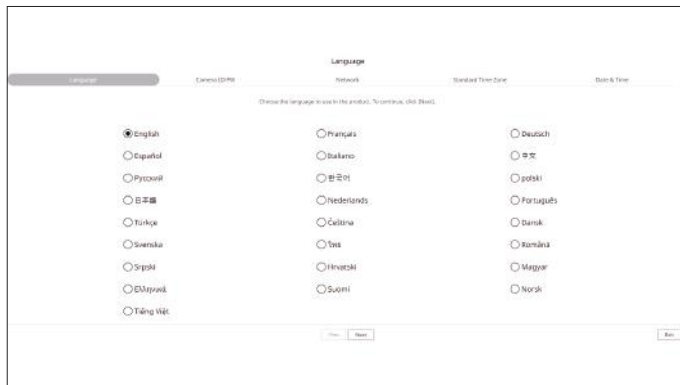 Language
Language Camera ID/PW Network Standard Time Zone Date & Time
Choose the language to use in the product. To continue, click [Next].
English Français Deutsch
Español Italiano 中文
Русский 한국어 polski
日本語 Nederlands Português
Türkçe Čeština Dansk
Svenska ไทย Română
Srpski Hrvatski Magyar
Ελληνικά Suomi Norsk
Tiếng Việt
Prev Next Exit